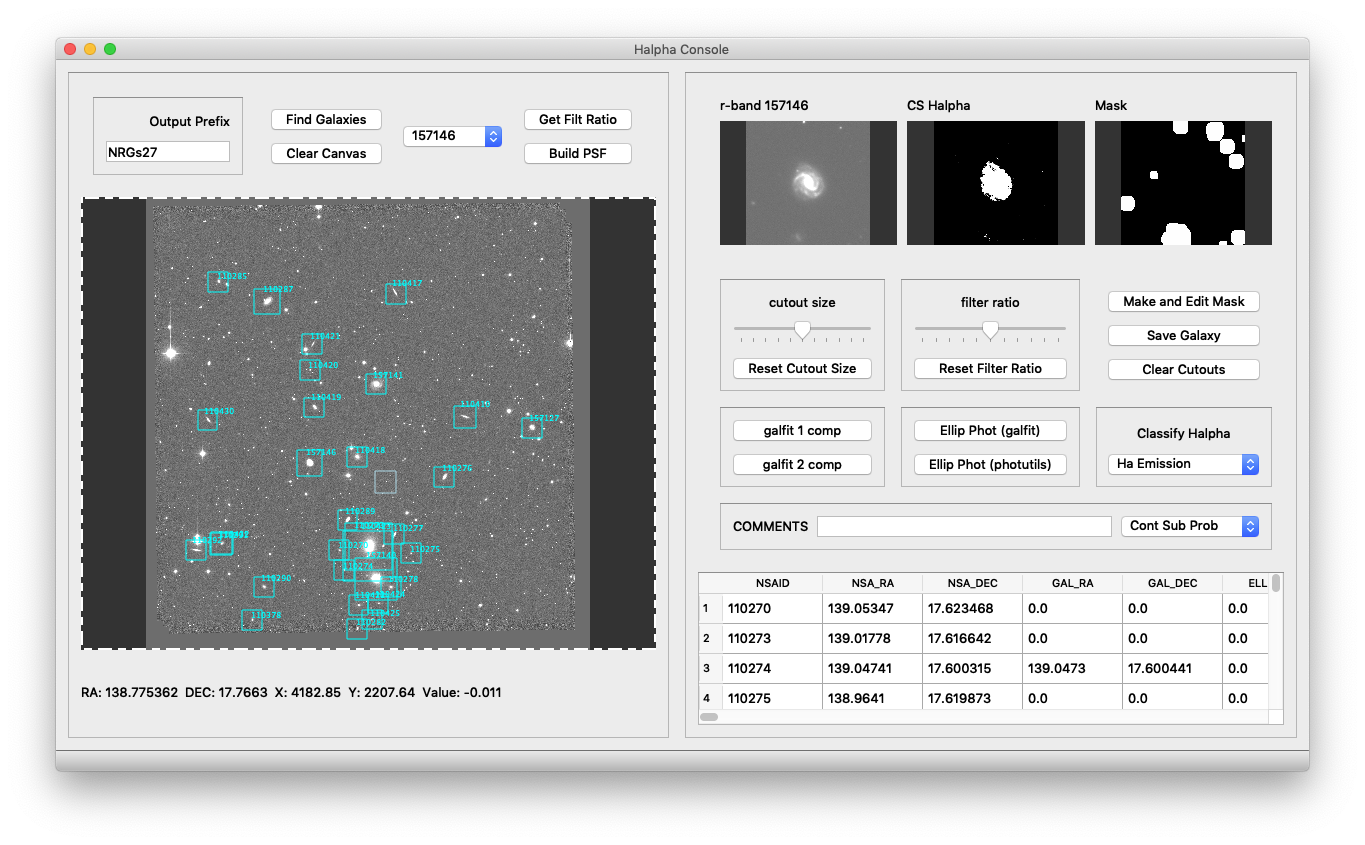 Halpha Console
Output Prefix
NRGs27
Find Galaxies
Clear Canvas
157146
Get Filt Ratio
Build PSF
110285
110287
110417
110421
110420
157141
110419
110430
157127
157146
110418
110276
110289
110277
110275
110290
110378
110282
RA: 138.775362 DEC: 17.7663 X: 4182.85 Y: 2207.64 Value: -0.011
r-band 157146
CS Halpha
Mask
cutout size
Reset Cutout Size
filter ratio
Reset Filter Ratio
Make and Edit Mask
Save Galaxy
Clear Cutouts
galfit 1 comp
galfit 2 comp
Ellip Phot (galfit)
Ellip Phot (photutils)
Classify Halpha
Ha Emission
COMMENTS
Cont Sub Prob
NSAID NSA_RA NSA_DEC GAL_RA GAL_DEC ELL
1 110270 139.05347 17.623468 0.0 0.0 0.0
2 110273 139.01778 17.616642 0.0 0.0 0.0
3 110274 139.04741 17.600315 139.0473 17.600441 0.0
4 110275 138.9641 17.619873 0.0 0.0 0.0